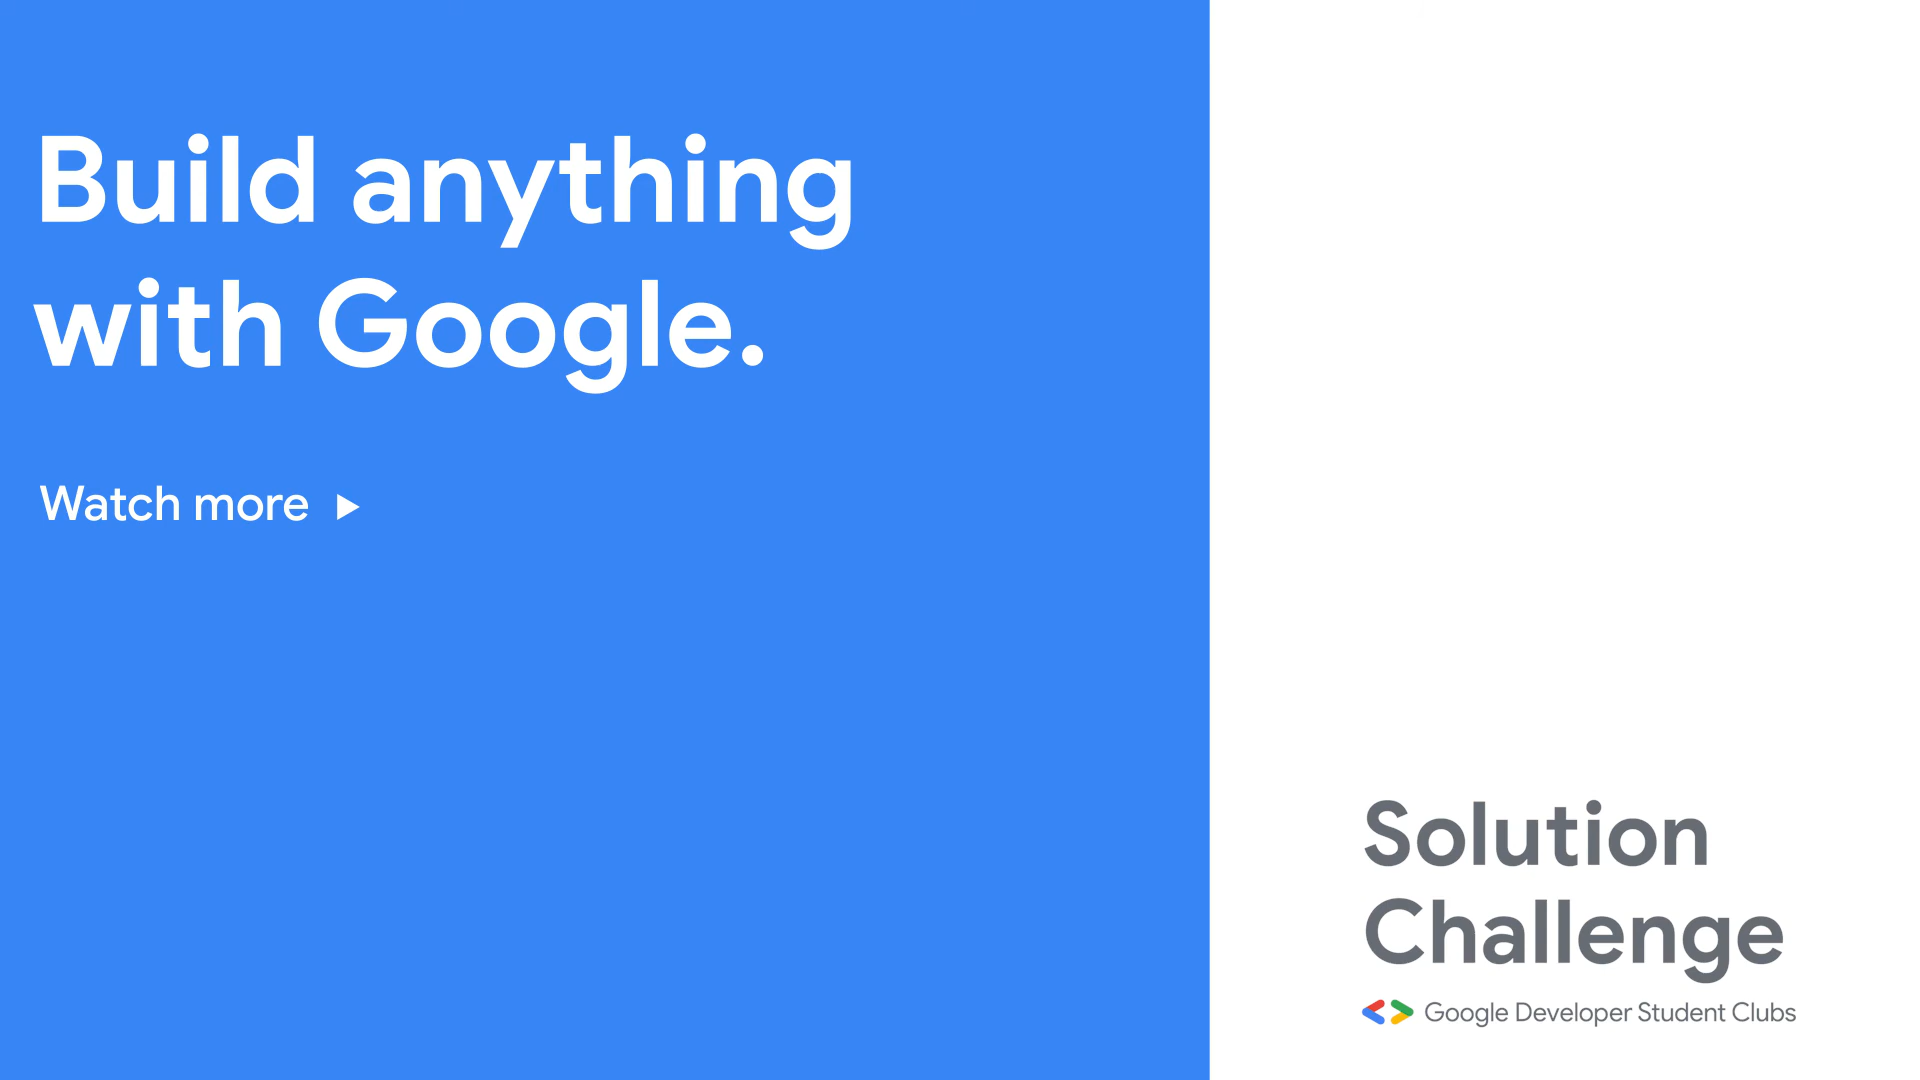 Build anything
with Google.
Watch more
Solution
Challenge
Google Developer Student Clubs